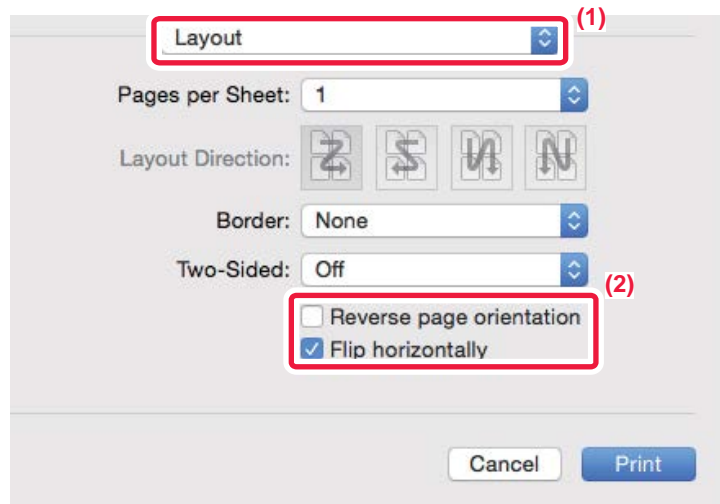 (1)
Layout
Pages per Sheet: 1
Layout Direction:
Border: None
Two-Sided: Off
(2)
Reverse page orientation
Flip horizontally
Cancel Print